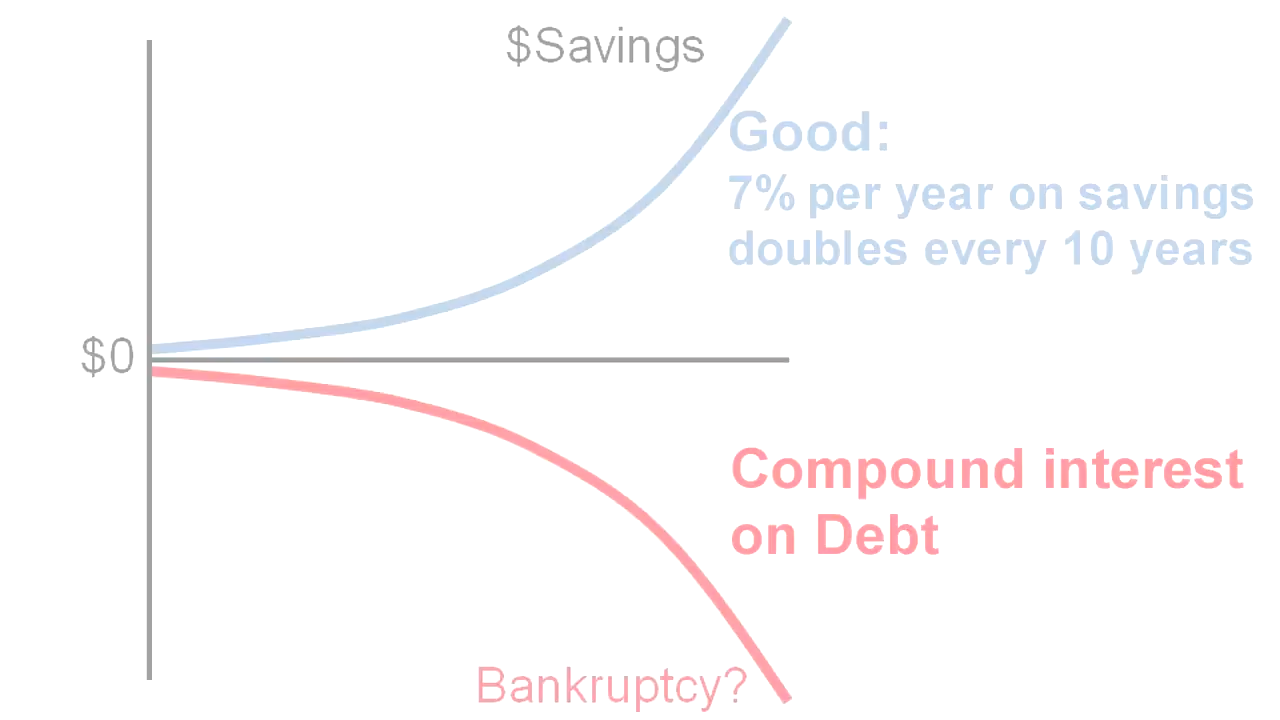 $Savings
Good:
7% per year on savings
doubles every 10 years
$0
Compound interest
on Debt
Bankruptcy?